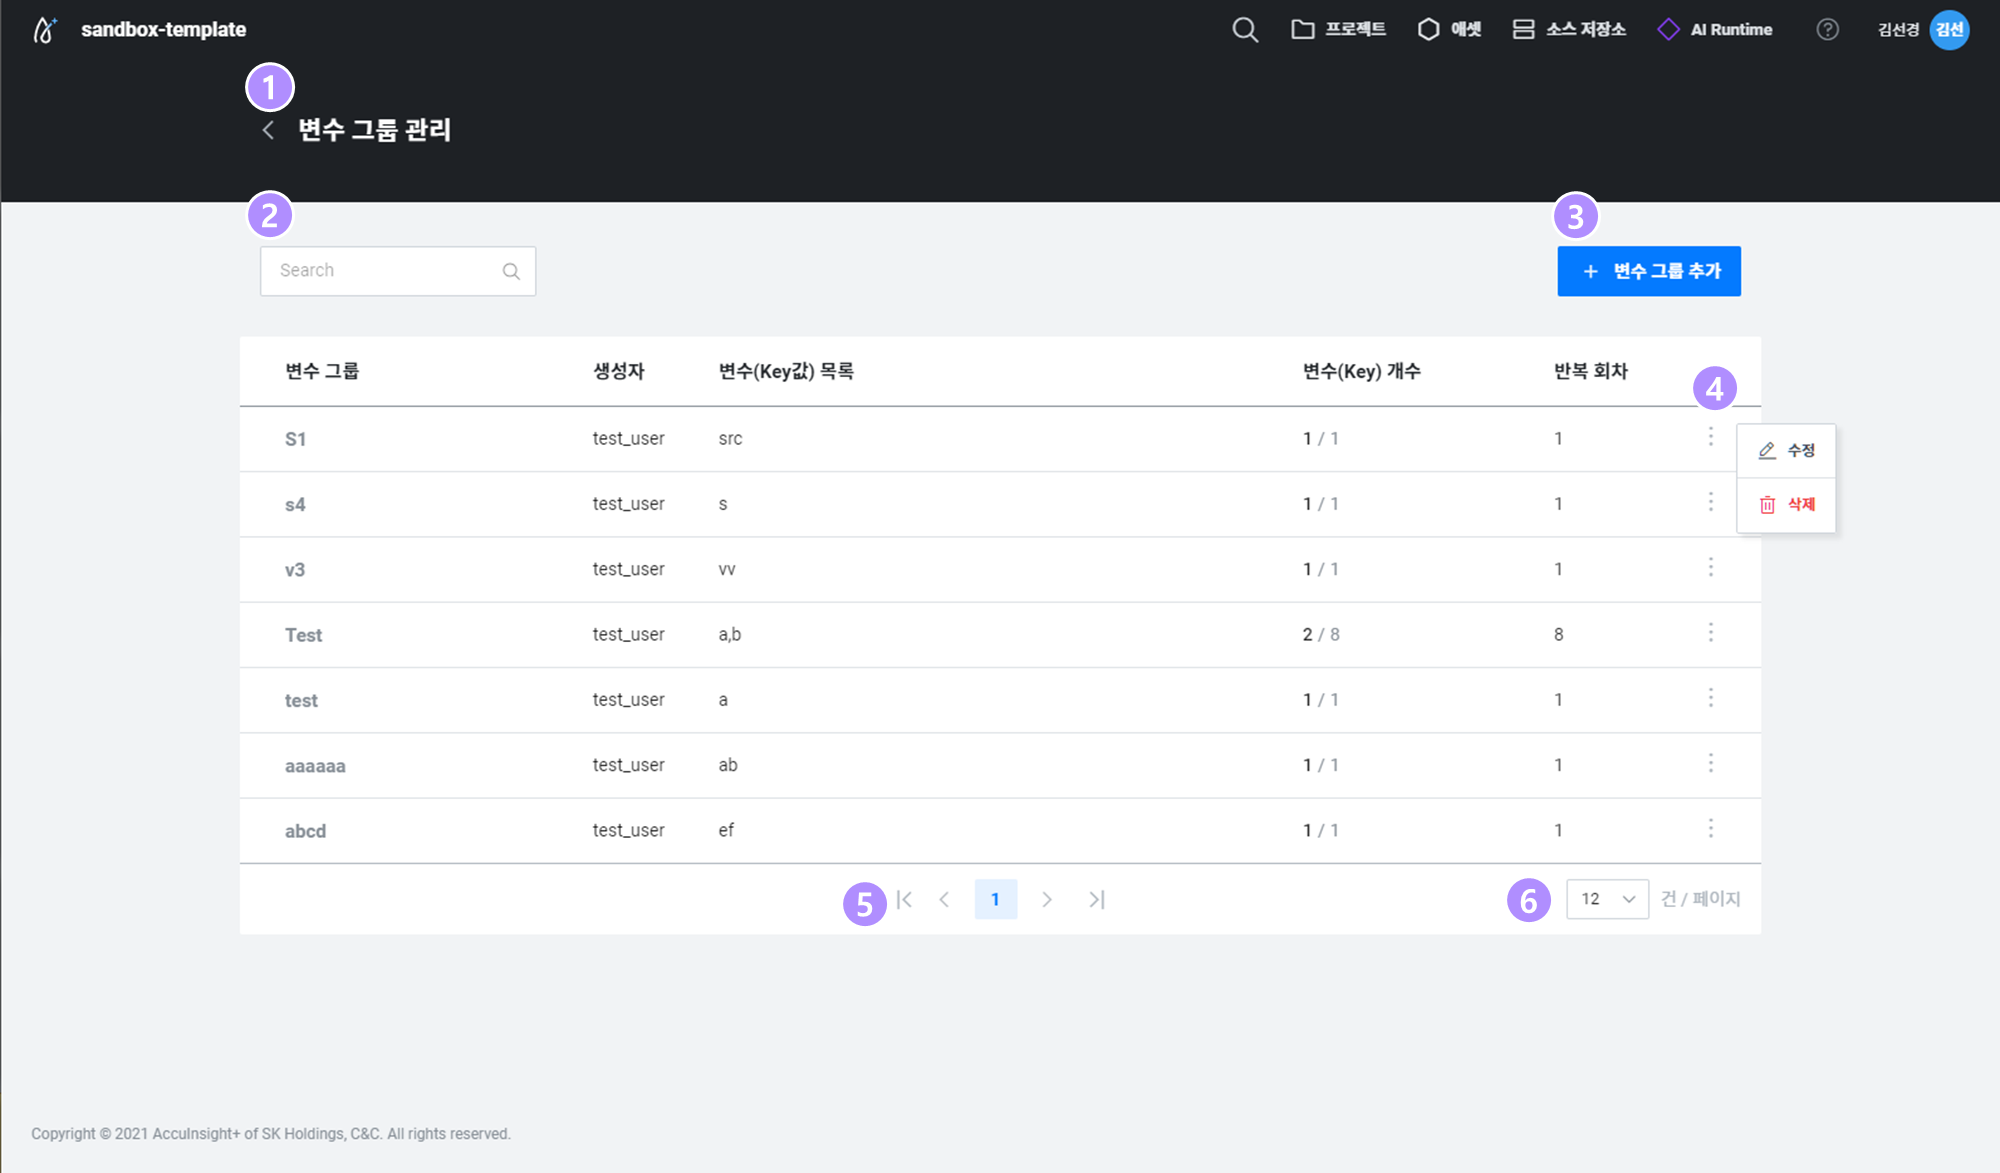 sandbox-template
프로젝트
애셋
소스 저장소
AI Runtime
?
김선경
김선
1
변수 그룹 관리
2
3
Search
+ 변수 그룹 추가
변수 그룹 생성자 변수(Key값) 목록 변수(Key) 개수 반복 회차
4
S1 test_user src 1 / 1 1
수정
s4 test_user s 1 / 1 1
삭제
v3 test_user vv 1 / 1 1
Test test_user a,b 2 / 8 8
test test_user a 1 / 1 1
aaaaaa test_user ab 1 / 1 1
abcd test_user ef 1 / 1 1
5
1
6
12
건 / 페이지
Copyright © 2021 AccuInsight+ of SK Holdings, C&C. All rights reserved.